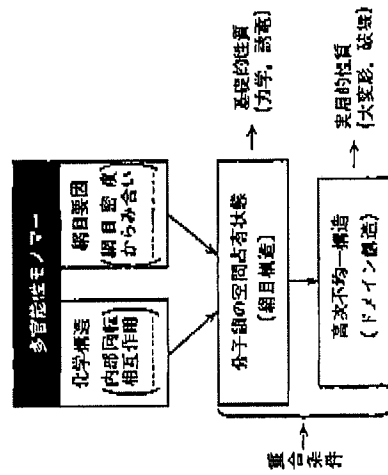 多官能性モノマー
化学構造
(内部回転
相互作用)
網目要因
(網目密度
からみ合い)
分子鎖の空間占有状態
(網目構造)
基礎的性質
(力学, 誘電)
高次不均一構造
(ドメイン創造)
実用的性質
(大変形, 破壊)
重合
条件